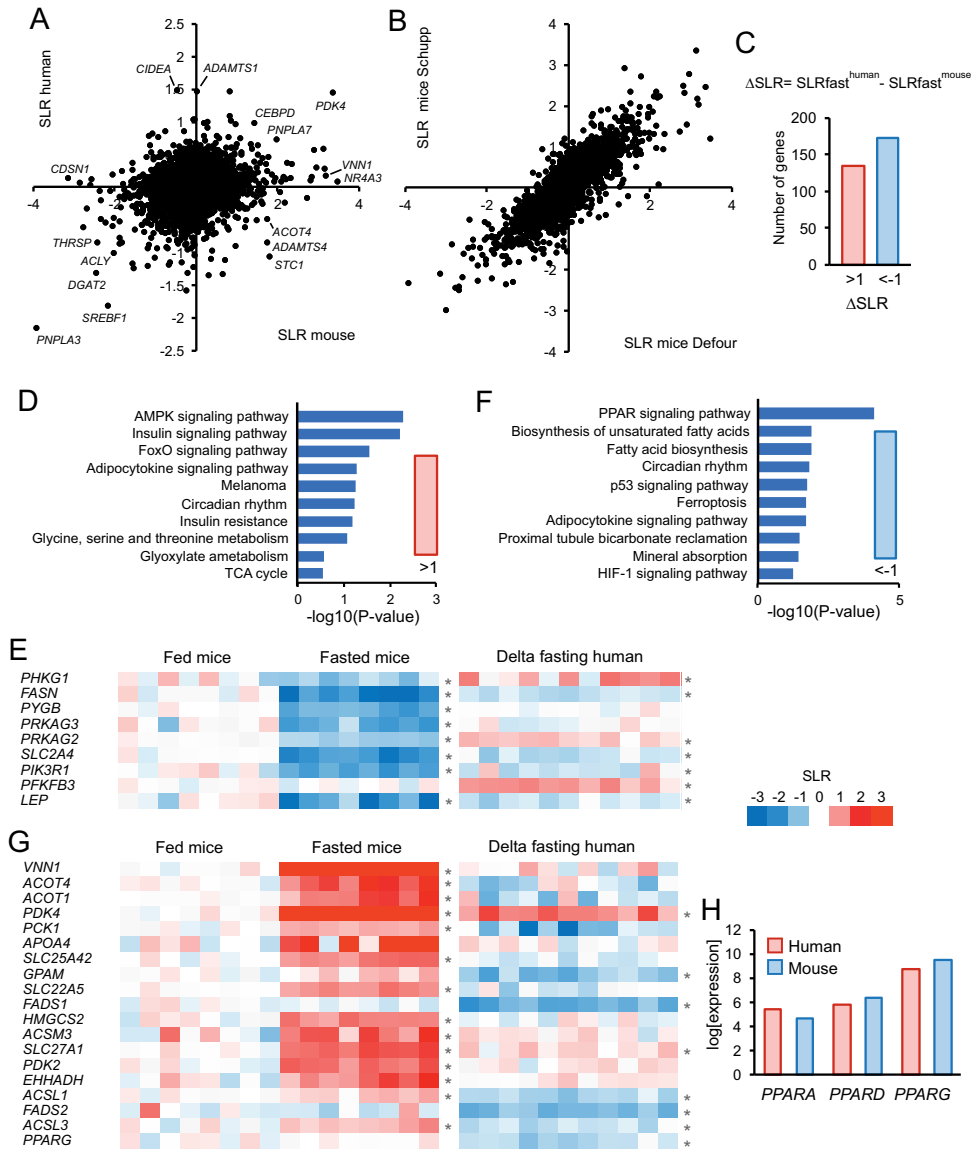 A
SLR human
2.5
2
1.5
1
-1
-1.5
-2
2.5
-4
-2
2
4
CIDEA
ADAMTS1
PDK4
CEBPD
PNPLA7
VNN1
NR4A3
CDSN1
THRSP
ACLY
DGAT2
SREBF1
PNPLA3
ACOT4
ADAMTS4
STC1
SLR mouse
B
SLR mice Schupp
4
3
2
1
-1
-2
-4
-4
-2
2
4
SLR mice Defour
C
ΔSLR= SLRfast^human - SLRfast^mouse
Number of genes
200
150
100
50
0
>1 <-1
ΔSLR
D
AMPK signaling pathway
Insulin signaling pathway
FoxO signaling pathway
Adipocytokine signaling pathway
Melanoma
Circadian rhythm
Insulin resistance
Glycine, serine and threonine metabolism
Glyoxylate ametabolism
TCA cycle
>1
0 1 2 3
-log10(P-value)
F
PPAR signaling pathway
Biosynthesis of unsaturated fatty acids
Fatty acid biosynthesis
Circadian rhythm
p53 signaling pathway
Ferroptosis
Adipocytokine signaling pathway
Proximal tubule bicarbonate reclamation
Mineral absorption
HIF-1 signaling pathway
<-1
0 5
-log10(P-value)
E
Fed mice Fasted mice Delta fasting human
PHKG1 * *
FASN * *
PYGB *
PRKAG3 *
PRKAG2 * *
SLC2A4 * *
PIK3R1 * *
PFKFB3 *
LEP * *
SLR
-3 -2 -1 0 1 2 3
G
Fed mice Fasted mice Delta fasting human
VNN1 *
ACOT4 *
ACOT1 *
PDK4 * *
PCK1 *
APOA4
SLC25A42 *
GPAM *
SLC22A5 *
FADS1 *
HMGCS2 *
ACSM3 *
SLC27A1 * *
PDK2 *
EHHADH *
ACSL1 * *
FADS2 *
ACSL3 * *
PPARG *
H
log[expression]
12
10
8
6
4
2
0
Human
Mouse
PPARA PPARD PPARG